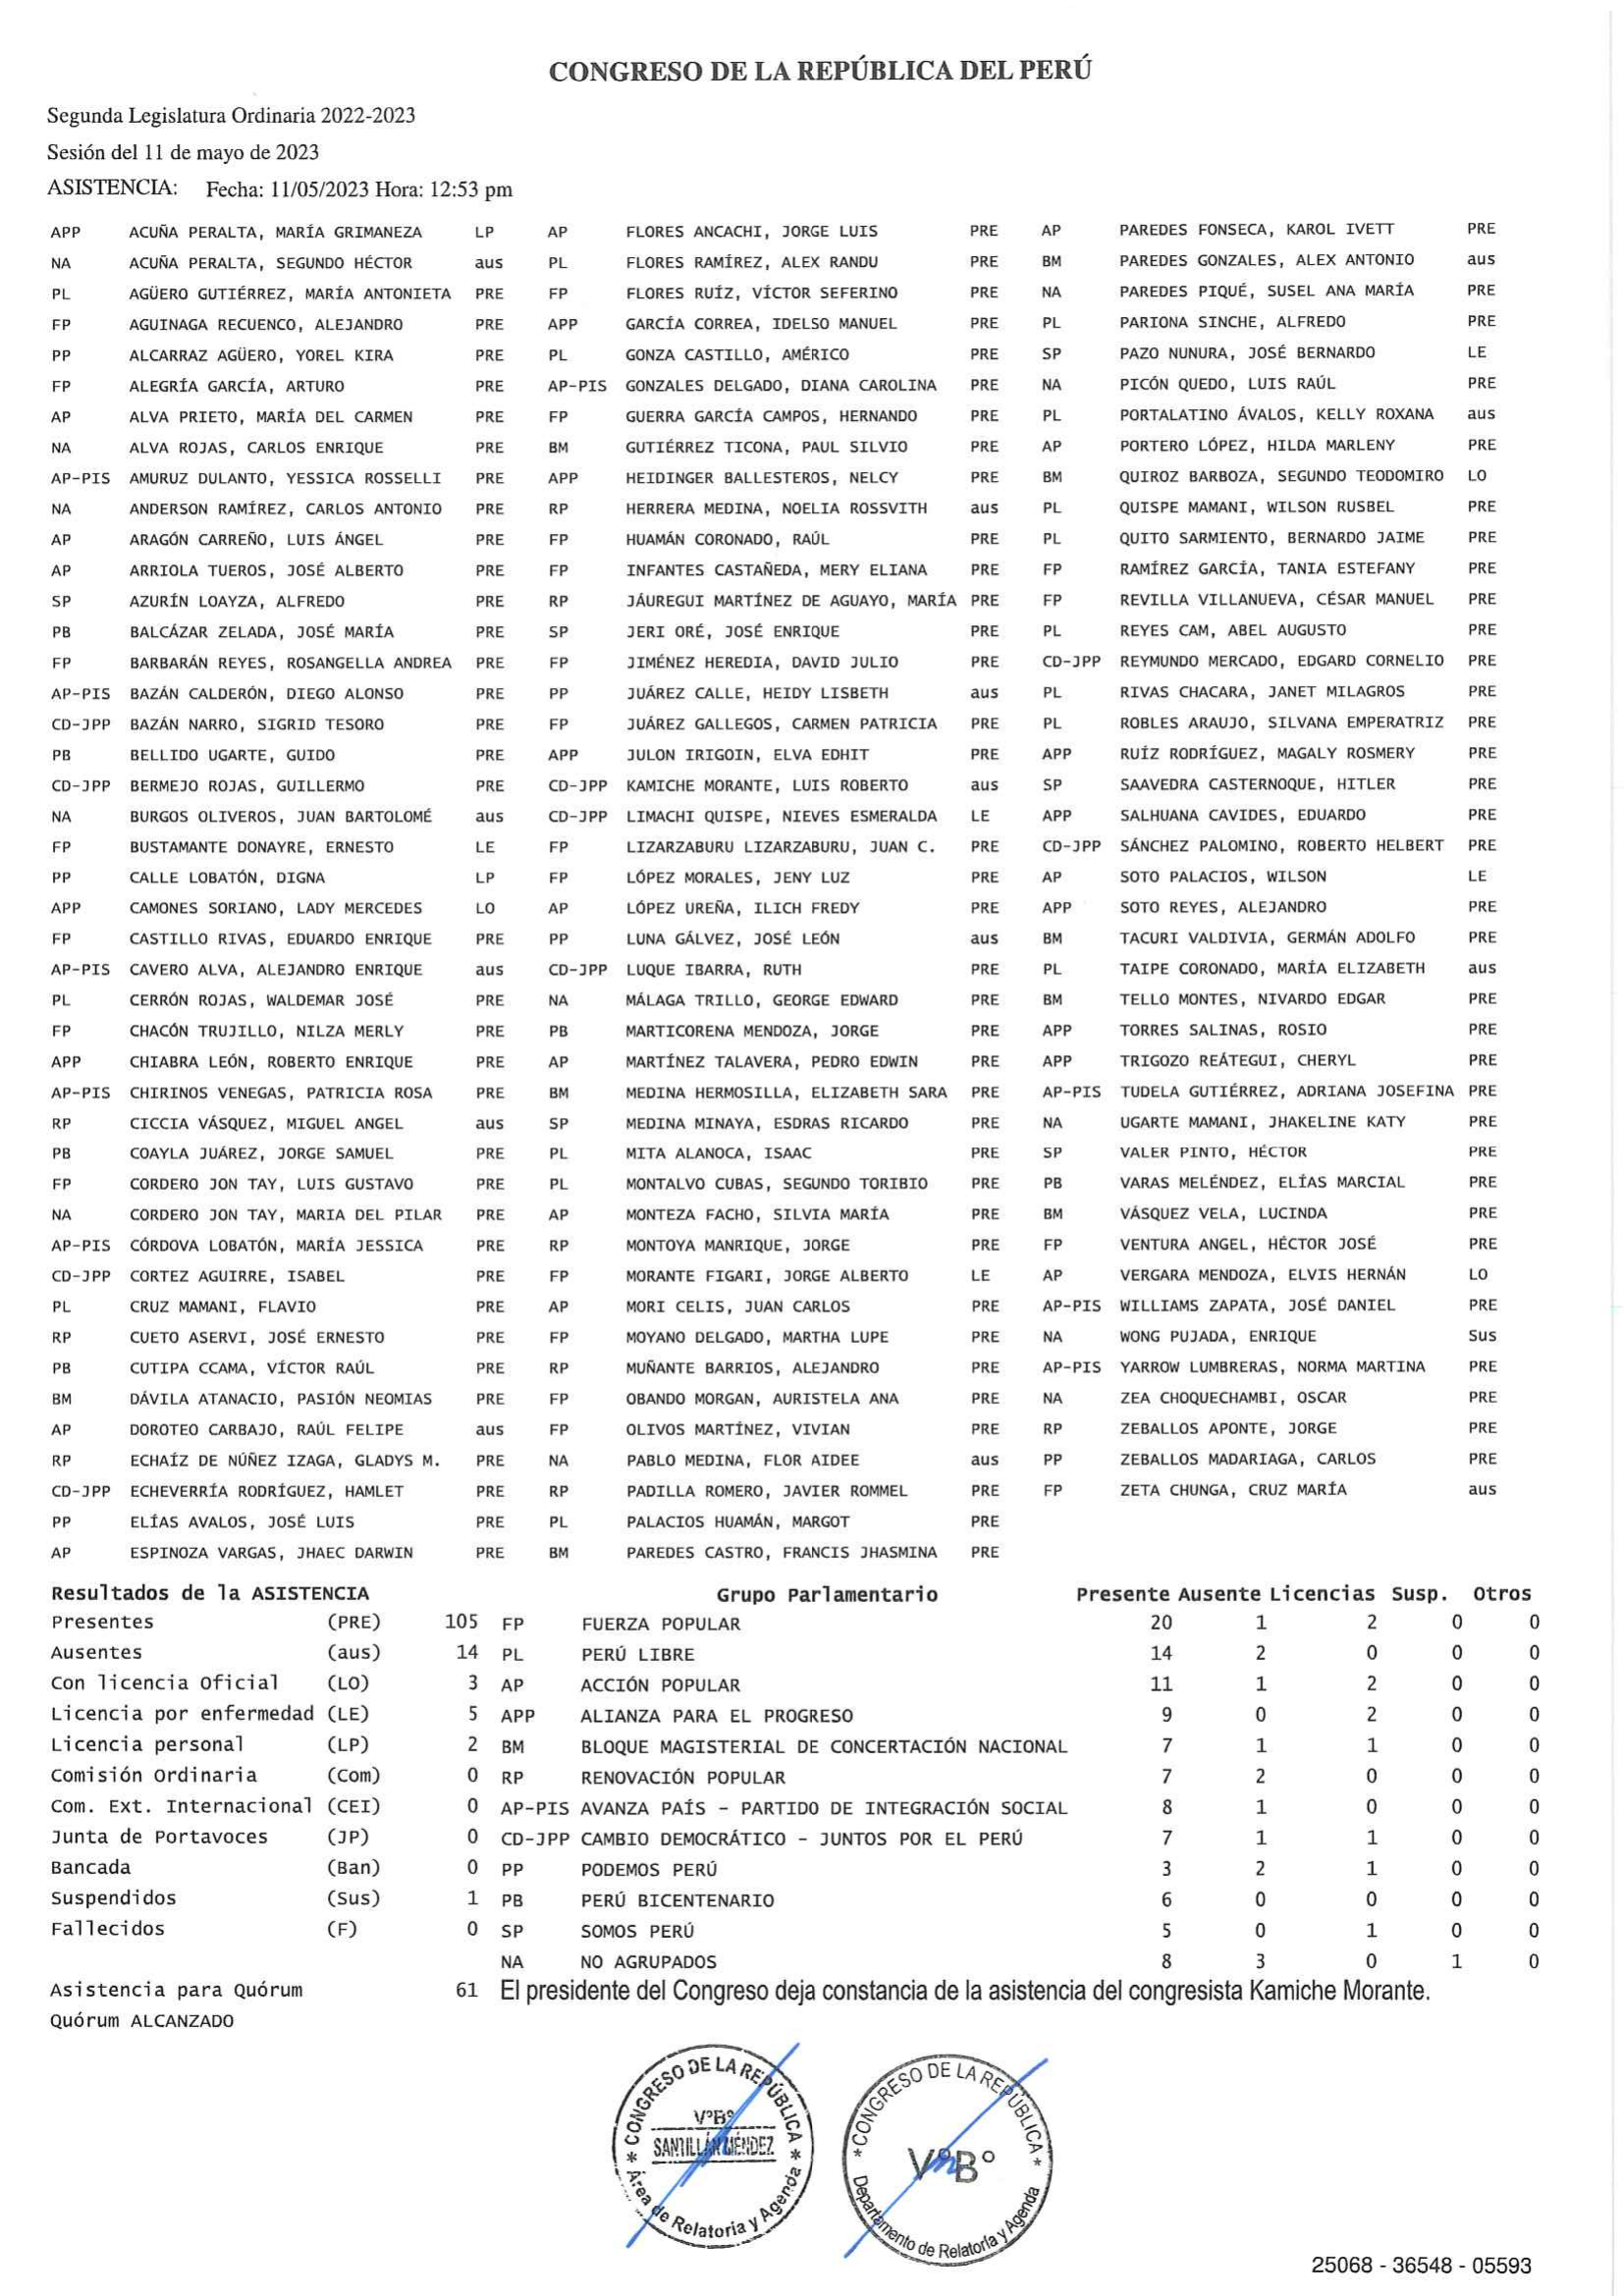 CONGRESO DE LA REPÚBLICA DEL PERÚ
Segunda Legislatura Ordinaria 2022-2023
Sesión del 11 de mayo de 2023
ASISTENCIA: Fecha: 11/05/2023 Hora: 12:53 pm
APP ACUÑA PERALTA, MARÍA GRIMANEZA LP AP FLORES ANCACHI, JORGE LUIS PRE AP PAREDES FONSECA, KAROL IVETT PRE
NA ACUÑA PERALTA, SEGUNDO HÉCTOR aus PL FLORES RAMÍREZ, ALEX RANDU PRE BM PAREDES GONZALES, ALEX ANTONIO aus
PL AGÜERO GUTIÉRREZ, MARÍA ANTONIETA PRE FP FLORES RUÍZ, VÍCTOR SEFERINO PRE NA PAREDES PIQUÉ, SUSEL ANA MARÍA PRE
FP AGUINAGA RECUENCO, ALEJANDRO PRE APP GARCÍA CORREA, IDELSO MANUEL PRE PL PARIONA SINCHE, ALFREDO PRE
PP ALCARRAZ AGÜERO, YOREL KIRA PRE PL GONZA CASTILLO, AMÉRICO PRE SP PAZO NUNURA, JOSÉ BERNARDO LE
FP ALEGRÍA GARCÍA, ARTURO PRE AP-PIS GONZALES DELGADO, DIANA CAROLINA PRE NA PICÓN QUEDO, LUIS RAÚL PRE
AP ALVA PRIETO, MARÍA DEL CARMEN PRE FP GUERRA GARCÍA CAMPOS, HERNANDO PRE PL PORTALATINO ÁVALOS, KELLY ROXANA aus
NA ALVA ROJAS, CARLOS ENRIQUE PRE BM GUTIÉRREZ TICONA, PAUL SILVIO PRE AP PORTERO LÓPEZ, HILDA MARLENY PRE
AP-PIS AMURUZ DULANTO, YESSICA ROSSELLI PRE APP HEIDINGER BALLESTEROS, NELCY PRE BM QUIROZ BARBOZA, SEGUNDO TEODOMIRO LO
NA ANDERSON RAMÍREZ, CARLOS ANTONIO PRE RP HERRERA MEDINA, NOELIA ROSSVITH aus PL QUISPE MAMANI, WILSON RUSBEL PRE
AP ARAGÓN CARREÑO, LUIS ÁNGEL PRE FP HUAMÁN CORONADO, RAÚL PRE PL QUITO SARMIENTO, BERNARDO JAIME PRE
AP ARRIOLA TUEROS, JOSÉ ALBERTO PRE FP INFANTES CASTAÑEDA, MERY ELIANA PRE FP RAMÍREZ GARCÍA, TANIA ESTEFANY PRE
SP AZURÍN LOAYZA, ALFREDO PRE RP JÁUREGUI MARTÍNEZ DE AGUAYO, MARÍA PRE FP REVILLA VILLANUEVA, CÉSAR MANUEL PRE
PB BALCÁZAR ZELADA, JOSÉ MARÍA PRE SP JERI ORÉ, JOSÉ ENRIQUE PRE PL REYES CAM, ABEL AUGUSTO PRE
FP BARBARÁN REYES, ROSANGELLA ANDREA PRE FP JIMÉNEZ HEREDIA, DAVID JULIO PRE CD-JPP REYMUNDO MERCADO, EDGARD CORNELIO PRE
AP-PIS BAZÁN CALDERÓN, DIEGO ALONSO PRE PP JUÁREZ CALLE, HEIDY LISBETH aus PL RIVAS CHACARA, JANET MILAGROS PRE
CD-JPP BAZÁN NARRO, SIGRID TESORO PRE FP JUÁREZ GALLEGOS, CARMEN PATRICIA PRE PL ROBLES ARAUJO, SILVANA EMPERATRIZ PRE
PB BELLIDO UGARTE, GUIDO PRE APP JULON IRIGOIN, ELVA EDHIT PRE APP RUÍZ RODRÍGUEZ, MAGALY ROSMERY PRE
CD-JPP BERMEJO ROJAS, GUILLERMO PRE CD-JPP KAMICHE MORANTE, LUIS ROBERTO aus SP SAAVEDRA CASTERNOQUE, HITLER PRE
NA BURGOS OLIVEROS, JUAN BARTOLOMÉ aus CD-JPP LIMACHI QUISPE, NIEVES ESMERALDA LE APP SALHUANA CAVIDES, EDUARDO PRE
FP BUSTAMANTE DONAYRE, ERNESTO LE FP LIZARZABURU LIZARZABURU, JUAN C. PRE CD-JPP SÁNCHEZ PALOMINO, ROBERTO HELBERT PRE
PP CALLE LOBATÓN, DIGNA LP FP LÓPEZ MORALES, JENY LUZ PRE AP SOTO PALACIOS, WILSON LE
APP CAMONES SORIANO, LADY MERCEDES LO AP LÓPEZ UREÑA, ILICH FREDY PRE APP SOTO REYES, ALEJANDRO PRE
FP CASTILLO RIVAS, EDUARDO ENRIQUE PRE PP LUNA GÁLVEZ, JOSÉ LEÓN aus BM TACURI VALDIVIA, GERMÁN ADOLFO PRE
AP-PIS CAVERO ALVA, ALEJANDRO ENRIQUE aus CD-JPP LUQUE IBARRA, RUTH PRE PL TAIPE CORONADO, MARÍA ELIZABETH aus
PL CERRÓN ROJAS, WALDEMAR JOSÉ PRE NA MÁLAGA TRILLO, GEORGE EDWARD PRE BM TELLO MONTES, NIVARDO EDGAR PRE
FP CHACÓN TRUJILLO, NILZA MERLY PRE PB MARTICORENA MENDOZA, JORGE PRE APP TORRES SALINAS, ROSIO PRE
APP CHIABRA LEÓN, ROBERTO ENRIQUE PRE AP MARTÍNEZ TALAVERA, PEDRO EDWIN PRE APP TRIGOZO REÁTEGUI, CHERYL PRE
AP-PIS CHIRINOS VENEGAS, PATRICIA ROSA PRE BM MEDINA HERMOSILLA, ELIZABETH SARA PRE AP-PIS TUDELA GUTIÉRREZ, ADRIANA JOSEFINA PRE
RP CICCIA VÁSQUEZ, MIGUEL ANGEL aus SP MEDINA MINAYA, ESDRAS RICARDO PRE NA UGARTE MAMANI, JHAKELINE KATY PRE
PB COAYLA JUÁREZ, JORGE SAMUEL PRE PL MITA ALANOCA, ISAAC PRE SP VALER PINTO, HÉCTOR PRE
FP CORDERO JON TAY, LUIS GUSTAVO PRE PL MONTALVO CUBAS, SEGUNDO TORIBIO PRE PB VARAS MELÉNDEZ, ELÍAS MARCIAL PRE
NA CORDERO JON TAY, MARIA DEL PILAR PRE AP MONTEZA FACHO, SILVIA MARÍA PRE BM VÁSQUEZ VELA, LUCINDA PRE
AP-PIS CÓRDOVA LOBATÓN, MARÍA JESSICA PRE RP MONTOYA MANRIQUE, JORGE PRE FP VENTURA ANGEL, HÉCTOR JOSÉ PRE
CD-JPP CORTEZ AGUIRRE, ISABEL PRE FP MORANTE FIGARI, JORGE ALBERTO LE AP VERGARA MENDOZA, ELVIS HERNÁN LO
PL CRUZ MAMANI, FLAVIO PRE AP MORI CELIS, JUAN CARLOS PRE AP-PIS WILLIAMS ZAPATA, JOSÉ DANIEL PRE
RP CUETO ASERVI, JOSÉ ERNESTO PRE FP MOYANO DELGADO, MARTHA LUPE PRE NA WONG PUJADA, ENRIQUE Sus
PB CUTIPA CCAMA, VÍCTOR RAÚL PRE RP MUÑANTE BARRIOS, ALEJANDRO PRE AP-PIS YARROW LUMBRERAS, NORMA MARTINA PRE
BM DÁVILA ATANACIO, PASIÓN NEOMIAS PRE FP OBANDO MORGAN, AURISTELA ANA PRE NA ZEA CHOQUECHAMBI, OSCAR PRE
AP DOROTEO CARBAJO, RAÚL FELIPE aus FP OLIVOS MARTÍNEZ, VIVIAN PRE RP ZEBALLOS APONTE, JORGE PRE
RP ECHAÍZ DE NÚÑEZ IZAGA, GLADYS M. PRE NA PABLO MEDINA, FLOR AIDEE aus PP ZEBALLOS MADARIAGA, CARLOS PRE
CD-JPP ECHEVERRÍA RODRÍGUEZ, HAMLET PRE RP PADILLA ROMERO, JAVIER ROMMEL PRE FP ZETA CHUNGA, CRUZ MARÍA aus
PP ELÍAS AVALOS, JOSÉ LUIS PRE PL PALACIOS HUAMÁN, MARGOT PRE
AP ESPINOZA VARGAS, JHAEC DARWIN PRE BM PAREDES CASTRO, FRANCIS JHASMINA PRE
Resultados de la ASISTENCIA Grupo Parlamentario Presente Ausente Licencias Susp. Otros
Presentes (PRE) 105 FP FUERZA POPULAR 20 1 2 0 0
Ausentes (aus) 14 PL PERÚ LIBRE 14 2 0 0 0
Con licencia Oficial (LO) 3 AP ACCIÓN POPULAR 11 1 2 0 0
Licencia por enfermedad (LE) 5 APP ALIANZA PARA EL PROGRESO 9 0 2 0 0
Licencia personal (LP) 2 BM BLOQUE MAGISTERIAL DE CONCERTACIÓN NACIONAL 7 1 1 0 0
Comisión Ordinaria (Com) 0 RP RENOVACIÓN POPULAR 7 2 0 0 0
Com. Ext. Internacional (CEI) 0 AP-PIS AVANZA PAÍS - PARTIDO DE INTEGRACIÓN SOCIAL 8 1 0 0 0
Junta de Portavoces (JP) 0 CD-JPP CAMBIO DEMOCRÁTICO - JUNTOS POR EL PERÚ 7 1 1 0 0
Bancada (Ban) 0 PP PODEMOS PERÚ 3 2 1 0 0
Suspendidos (Sus) 1 PB PERÚ BICENTENARIO 6 0 0 0 0
Fallecidos (F) 0 SP SOMOS PERÚ 5 0 1 0 0
NA NO AGRUPADOS 8 3 0 1 0
Asistencia para Quórum 61 El presidente del Congreso deja constancia de la asistencia del congresista Kamiche Morante.
Quórum ALCANZADO
* CONGRESO DE LA REPÚBLICA *
V°B°
SANTILLÁN MÉNDEZ
Área de Relatoria y Agenda
* CONGRESO DE LA REPÚBLICA *
V°B°
Departamento de Relatoría y Agenda
25068 - 36548 - 05593